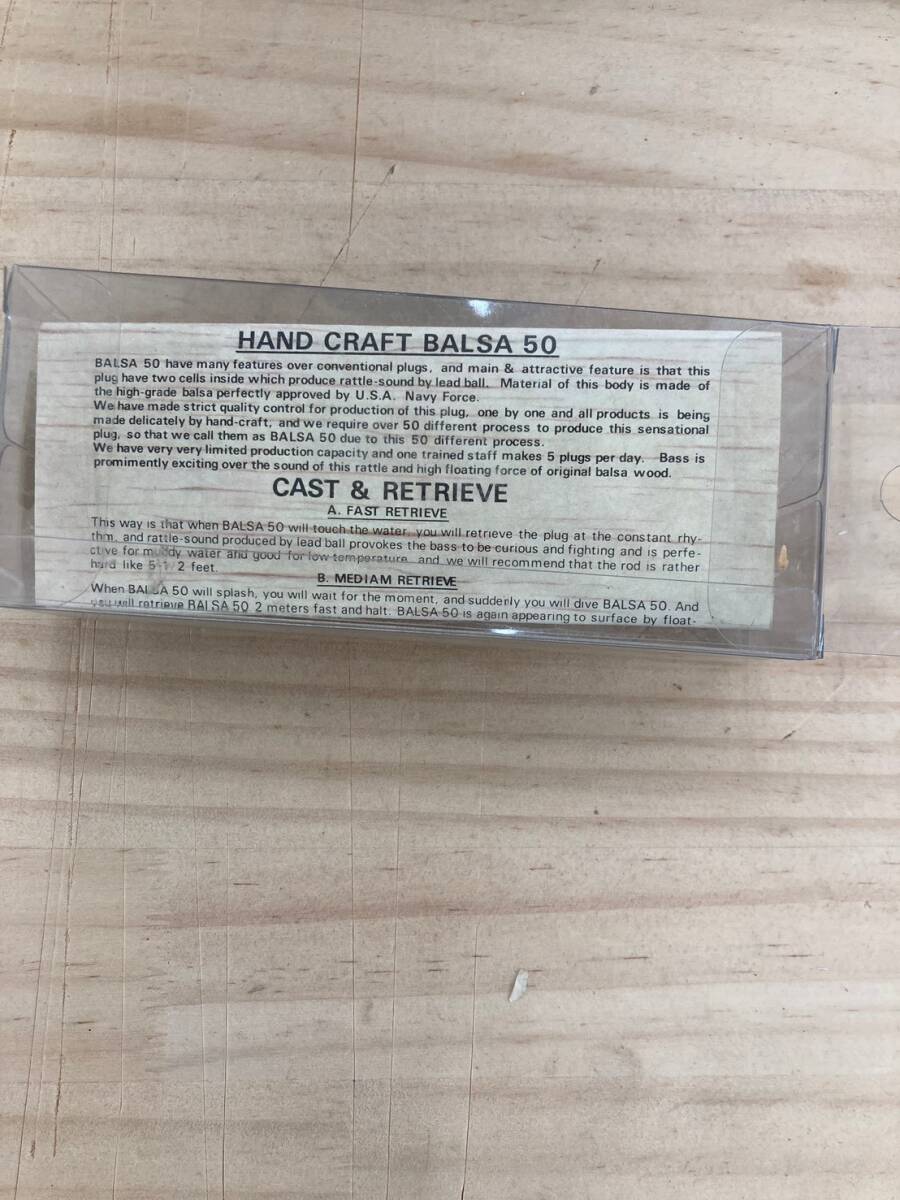 HAND CRAFT BALSA 50
BALSA 50 have many features over conventional plugs, and main & attractive feature is that this
plug have two cells inside which produce rattle-sound by lead ball. Material of this body is made of
the high-grade balsa perfectly approved by U.S.A. Navy Force.
We have made strict quality control for production of this plug, one by one and all products is being
made delicately by hand-craft, and we require over 50 different process to produce this sensational
plug, so that we call them as BALSA 50 due to this 50 different process.
We have very very limited production capacity and one trained staff makes 5 plugs per day. Bass is
promimently exciting over the sound of this rattle and high floating force of original balsa wood.
CAST & RETRIEVE
A. FAST RETRIEVE
This way is that when BALSA 50 will touch the water, you will retrieve the plug at the constant rhy-
thm, and rattle-sound produced by lead ball provokes the bass to be curious and fighting and is perfe-
ctive for muddy water and good for low-temperature and we will recommend that the rod is rather
hard like 5-1/2 feet.
B. MEDIAM RETRIEVE
When BALSA 50 will splash, you will wait for the moment, and suddenly you will dive BALSA 50. And
you will retrieve BALSA 50 2 meters fast and halt. BALSA 50 is again appearing to surface by float-